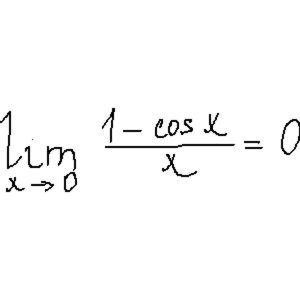 lim 1 - cos x / x = 0
x → 0